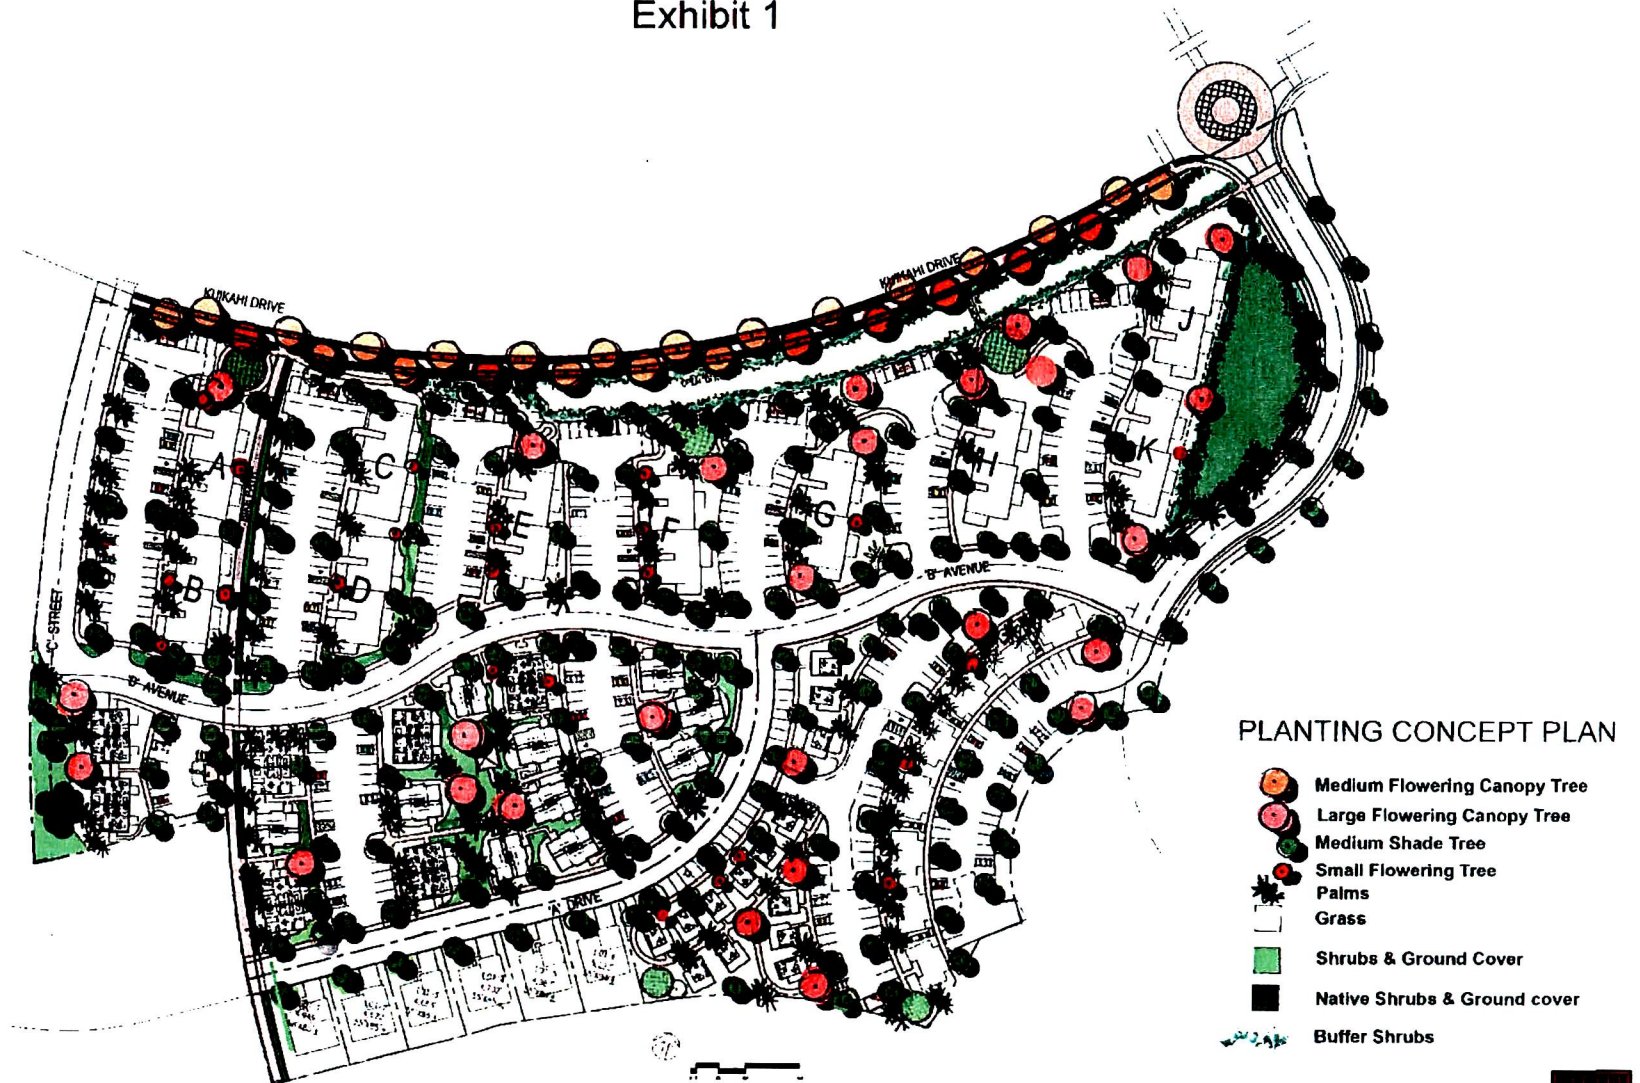 Exhibit 1
KUIKAHI DRIVE
KUIKAHI DRIVE
J
A
C
E
F
G
H
K
B
D
"C" STREET
"B" AVENUE
"B" AVENUE
"A" DRIVE
PLANTING CONCEPT PLAN
Medium Flowering Canopy Tree
Large Flowering Canopy Tree
Medium Shade Tree
Small Flowering Tree
Palms
Grass
Shrubs & Ground Cover
Native Shrubs & Ground cover
Buffer Shrubs